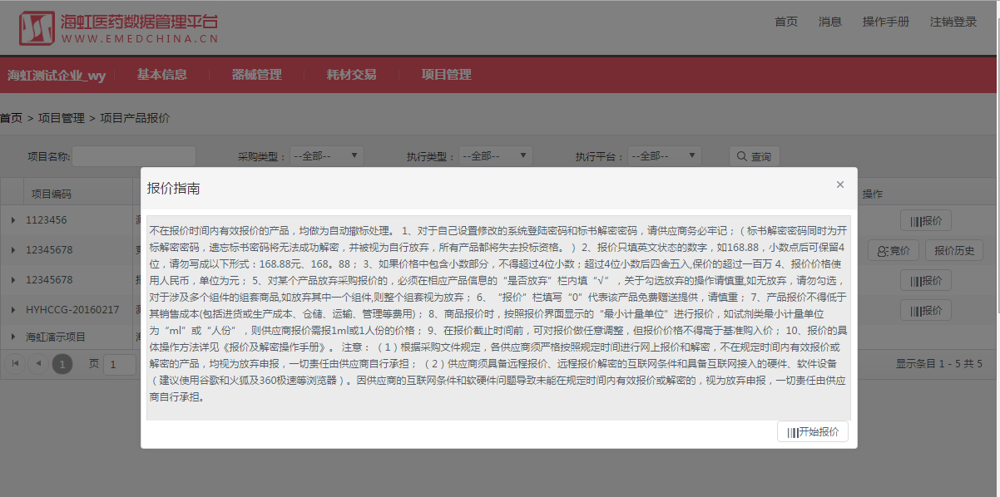 海虹医药数据管理平台
WWW.EMEDCHINA.CN
首页 消息 操作手册 注销登录
海虹测试企业_wy 基本信息 器械管理 耗材交易 项目管理
首页 > 项目管理 > 项目产品报价
项目名称: 采购类型： --全部-- 执行类型： --全部-- 执行平台： --全部-- 查询
报价指南 ×
项目编码 操作
1123456 报价
12345678 竞价 报价历史
12345678 报价
HYHCCG-20160217 报价
海虹演示项目
1 页 1 显示条目 1 - 5 共 5
不在报价时间内有效报价的产品，均做为自动撤标处理。 1、对于自己设置修改的系统登陆密码和标书解密密码，请供应商务必牢记；（ 标书解密密码同时为开
标解密密码，遗忘标书密码将无法成功解密，并被视为自行放弃，所有产品都将失去投标资格。 ） 2、报价只填英文状态的数字，如168.88，小数点后可保留4
位，请勿写成以下形式：168.88元、168。88； 3、如果价格中包含小数部分，不得超过4位小数；超过4位小数后四舍五入,保价的超过一百万 4、报价价格使
用人民币，单位为元； 5、对某个产品放弃采购报价的，必须在相应产品信息的“是否放弃”栏内填“√”，关于勾选放弃的操作请慎重,如无放弃，请勿勾选，
对于涉及多个组件的组套商品,如放弃其中一个组件,则整个组套视为放弃； 6、“报价”栏填写“0”代表该产品免费赠送提供，请慎重； 7、产品报价不得低于
其销售成本(包括进货或生产成本、仓储、运输、管理等费用)； 8、商品报价时，按照报价界面显示的“最小计量单位”进行报价，如试剂类最小计量单位
为“ml”或“人份”，则供应商报价需报1ml或1人份的价格； 9、在报价截止时间前，可对报价做任意调整，但报价价格不得高于基准购入价； 10、报价的具
体操作方法详见《报价及解密操作手册》。 注意：（1）根据采购文件规定，各供应商须严格按照规定时间进行网上报价和解密，不在规定时间内有效报价或
解密的产品，均视为放弃申报，一切责任由供应商自行承担； （2）供应商须具备远程报价、远程报价解密的互联网条件和具备互联网接入的硬件、软件设备
（建议使用谷歌和火狐及360极速等浏览器）。因供应商的互联网条件和软硬件问题导致未能在规定时间内有效报价或解密的，视为放弃申报，一切责任由供应
商自行承担。
开始报价